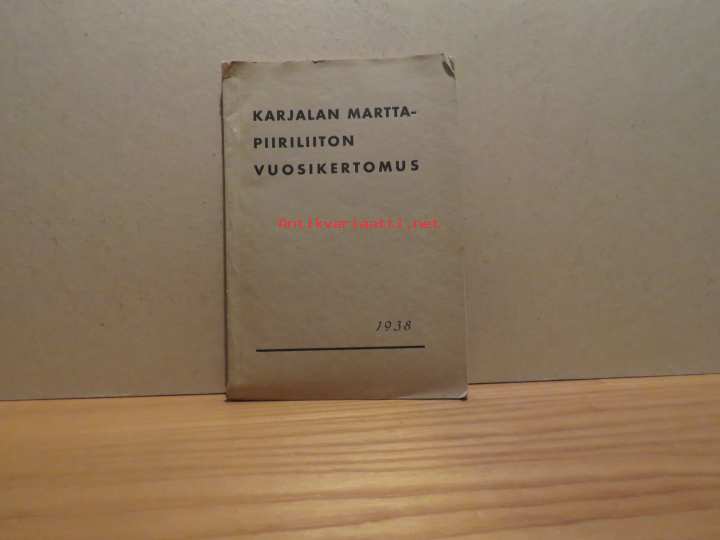 KARJALAN MARTTA-
PIIRILIITON
VUOSIKERTOMUS
Antikvariaatti.net
1938